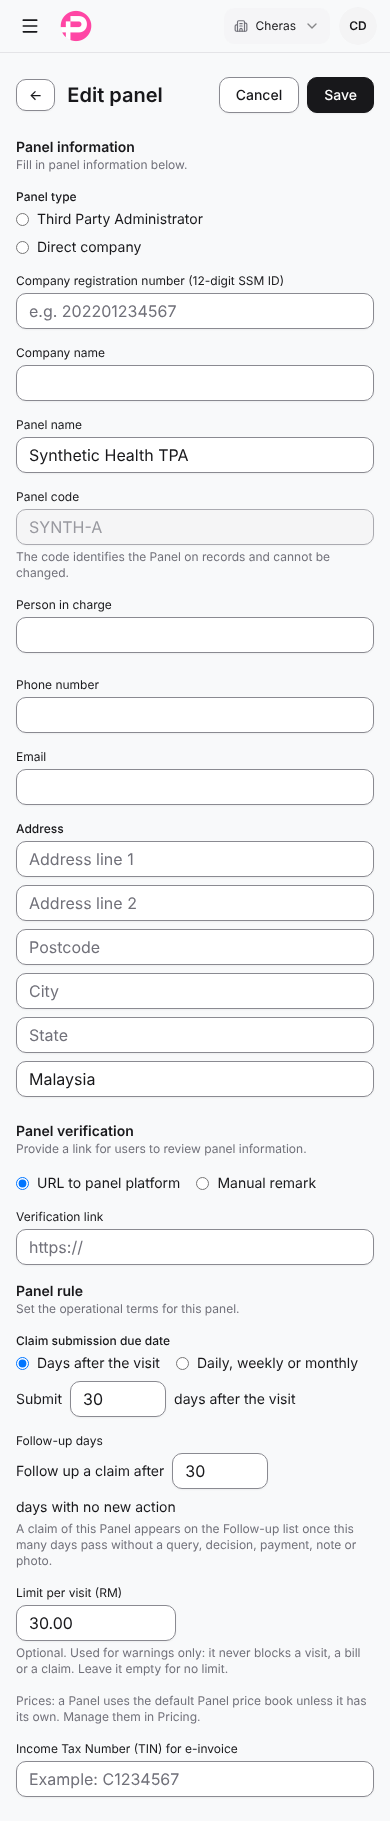 Cheras
CD
Edit panel
Cancel
Save
Panel information
Fill in panel information below.
Panel type
Third Party Administrator
Direct company
Company registration number (12-digit SSM ID)
e.g. 202201234567
Company name
Panel name
Synthetic Health TPA
Panel code
SYNTH-A
The code identifies the Panel on records and cannot be
changed.
Person in charge
Phone number
Email
Address
Address line 1
Address line 2
Postcode
City
State
Malaysia
Panel verification
Provide a link for users to review panel information.
URL to panel platform
Manual remark
Verification link
https://
Panel rule
Set the operational terms for this panel.
Claim submission due date
Days after the visit
Daily, weekly or monthly
Submit 30 days after the visit
Follow-up days
Follow up a claim after 30
days with no new action
A claim of this Panel appears on the Follow-up list once this
many days pass without a query, decision, payment, note or
photo.
Limit per visit (RM)
30.00
Optional. Used for warnings only: it never blocks a visit, a bill
or a claim. Leave it empty for no limit.
Prices: a Panel uses the default Panel price book unless it has
its own. Manage them in Pricing.
Income Tax Number (TIN) for e-invoice
Example: C1234567